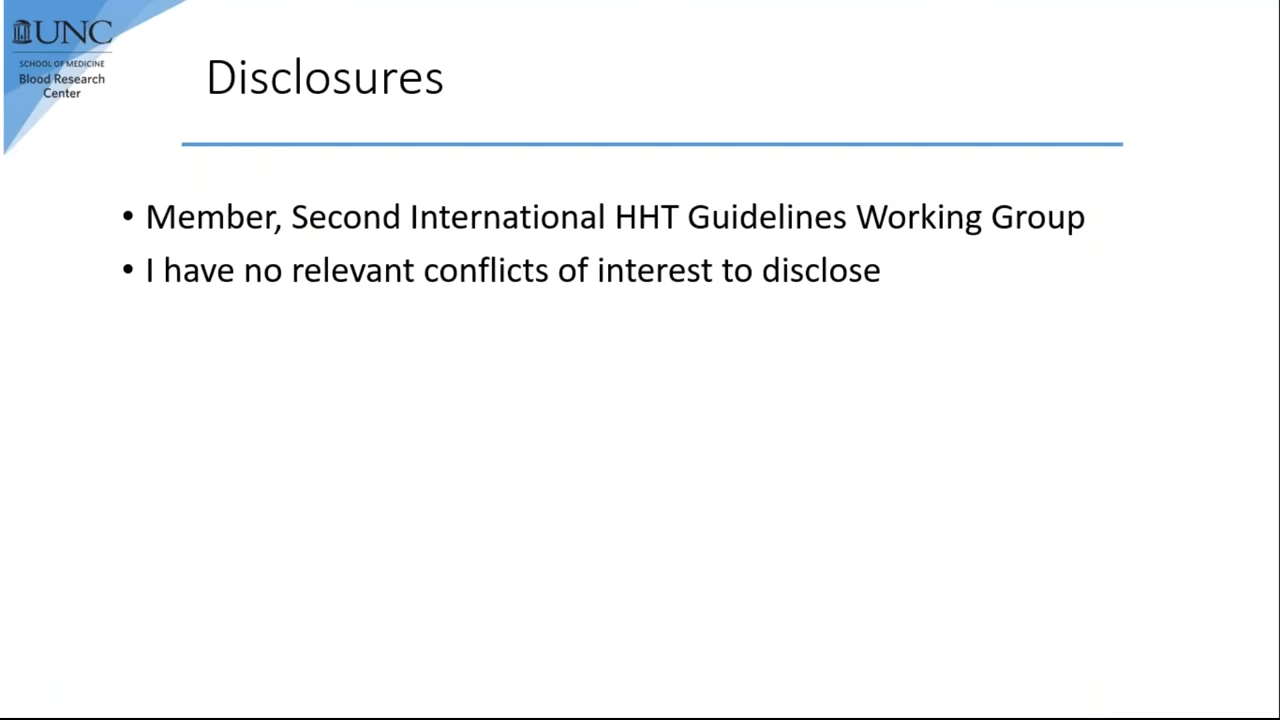 UNC
SCHOOL OF MEDICINE
Blood Research
Center
Disclosures
• Member, Second International HHT Guidelines Working Group
• I have no relevant conflicts of interest to disclose